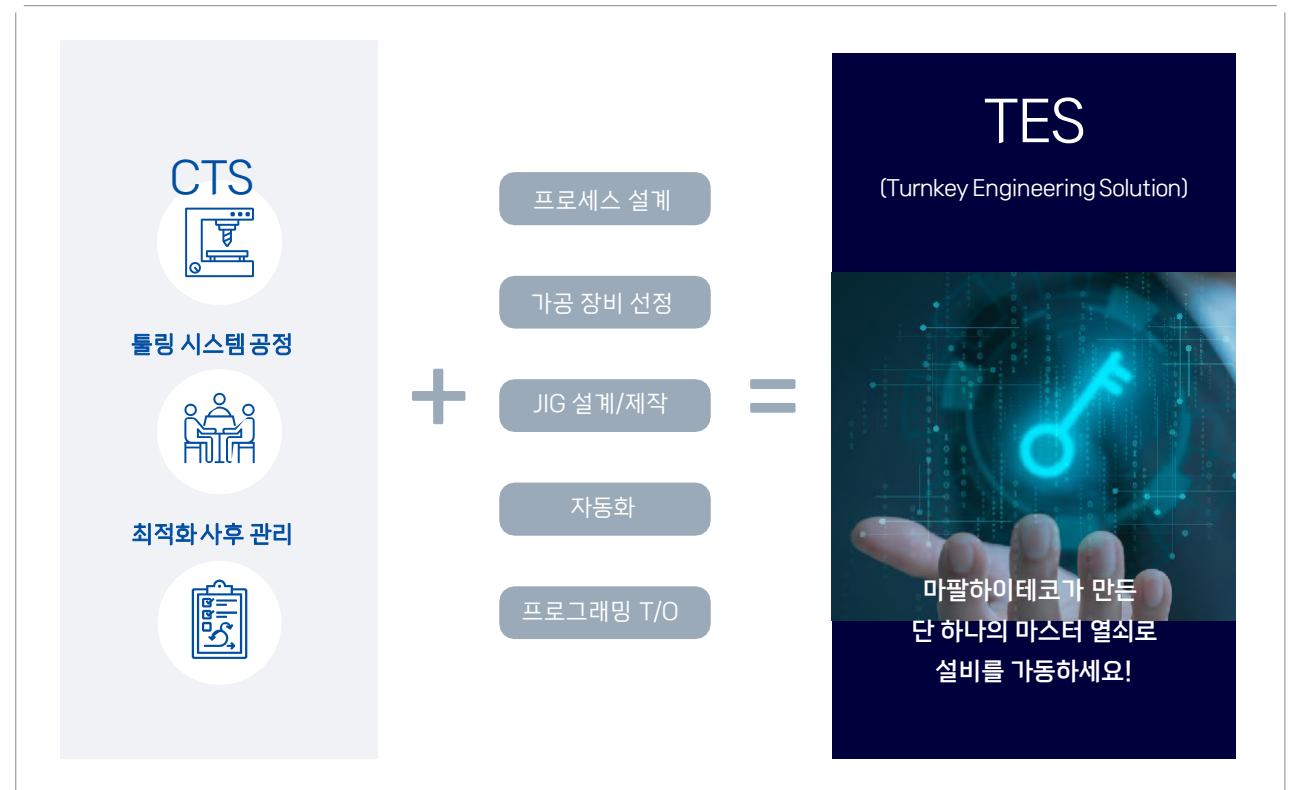 CTS
툴링 시스템 공정
최적화 사후 관리
프로세스 설계
가공 장비 선정
JIG 설계/제작
자동화
프로그래밍 T/O
TES
(Turnkey Engineering Solution)
마팔하이테코가 만든
단 하나의 마스터 열쇠로
설비를 가동하세요!